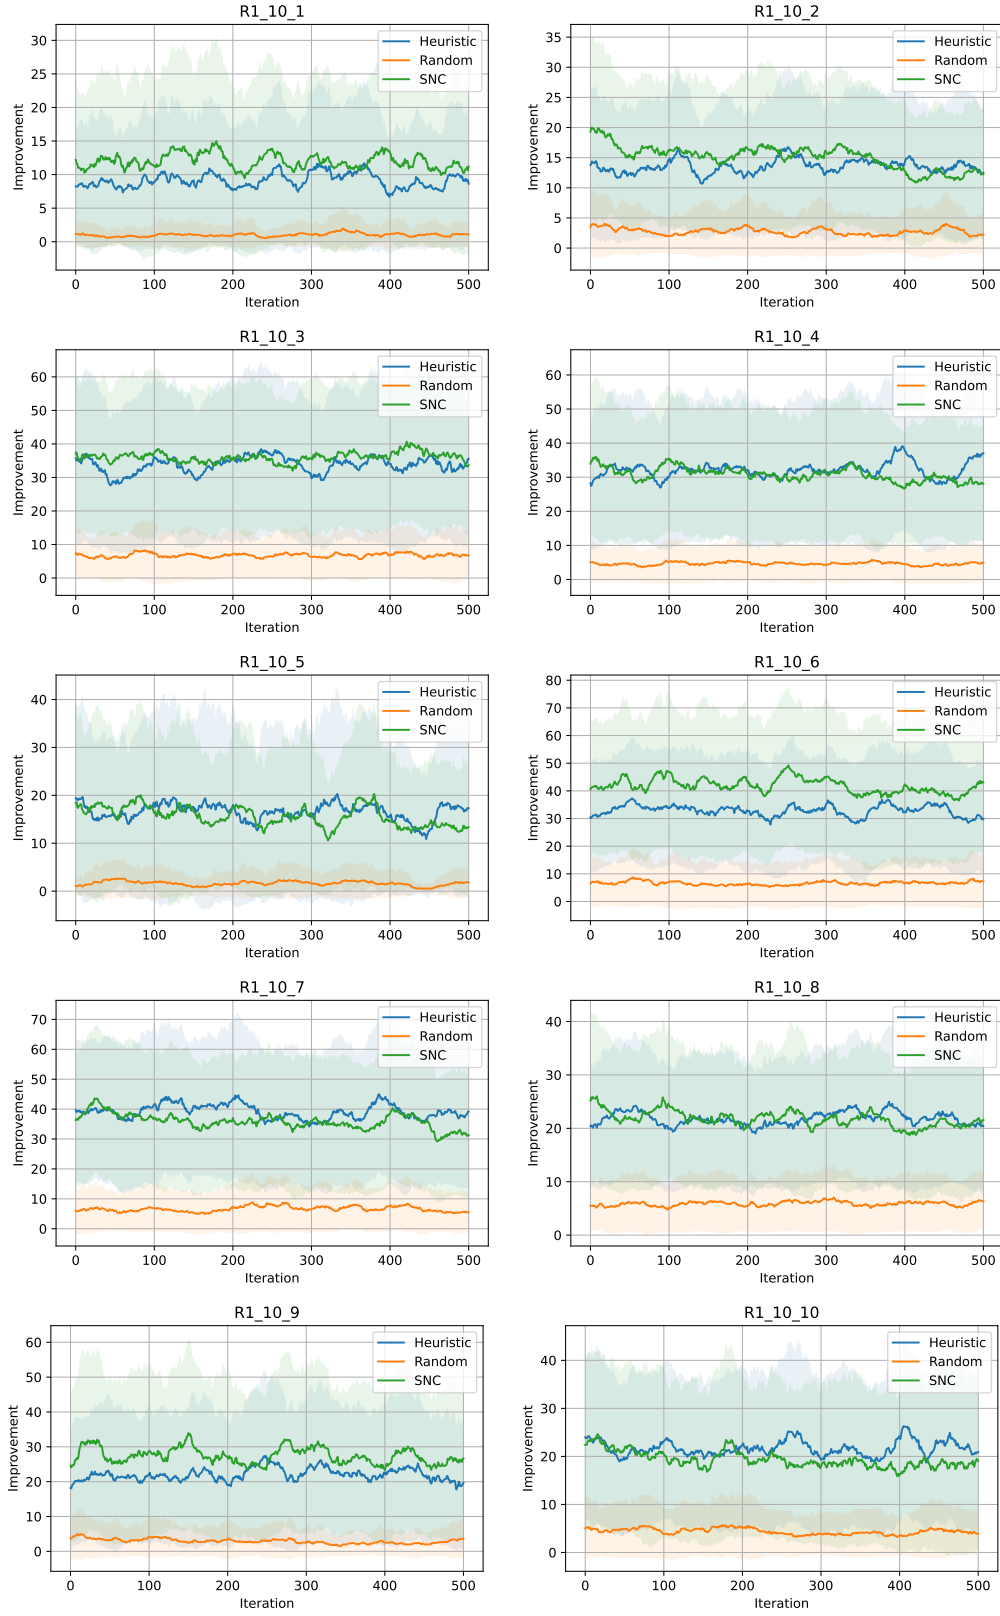 R1_10_1
Improvement
30
25
20
15
10
5
0
Heuristic
Random
SNC
0 100 200 300 400 500
Iteration
R1_10_2
Improvement
35
30
25
20
15
10
5
0
Heuristic
Random
SNC
0 100 200 300 400 500
Iteration
R1_10_3
Improvement
60
50
40
30
20
10
0
Heuristic
Random
SNC
0 100 200 300 400 500
Iteration
R1_10_4
Improvement
60
50
40
30
20
10
0
Heuristic
Random
SNC
0 100 200 300 400 500
Iteration
R1_10_5
Improvement
40
30
20
10
0
Heuristic
Random
SNC
0 100 200 300 400 500
Iteration
R1_10_6
Improvement
80
70
60
50
40
30
20
10
0
Heuristic
Random
SNC
0 100 200 300 400 500
Iteration
R1_10_7
Improvement
70
60
50
40
30
20
10
0
Heuristic
Random
SNC
0 100 200 300 400 500
Iteration
R1_10_8
Improvement
40
30
20
10
0
Heuristic
Random
SNC
0 100 200 300 400 500
Iteration
R1_10_9
Improvement
60
50
40
30
20
10
0
Heuristic
Random
SNC
0 100 200 300 400 500
Iteration
R1_10_10
Improvement
40
30
20
10
0
Heuristic
Random
SNC
0 100 200 300 400 500
Iteration